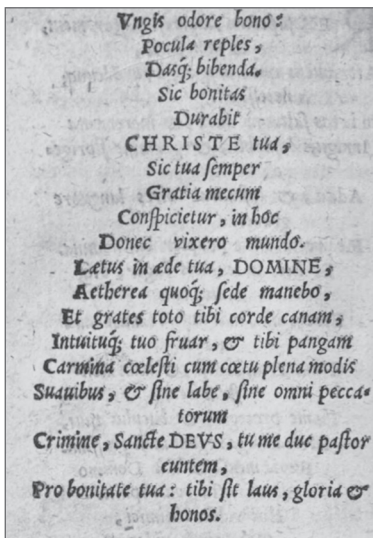 Vngis odore bono:
Pocula reples,
Dasq́; bibenda.
Sic bonitas
Durabit
CHRISTE tua,
Sic tua ſemper
Gratia mecum
Conſpicietur, in hoc
Donec vixero mundo.
Lætus in æde tua, DOMINE,
Aetherea quoq́; ſede manebo,
Et grates toto tibi corde canam,
Intuituq́; tuo fruar, & tibi pangam
Carmina cœleſti cum cœtu plena modis
Suauibus, & ſine labe, ſine omni pecca-
torum
Crimine, Sancte DEVS, tu me duc paſtor
euntem,
Pro bonitate tua: tibi ſit laus, gloria &
honos.